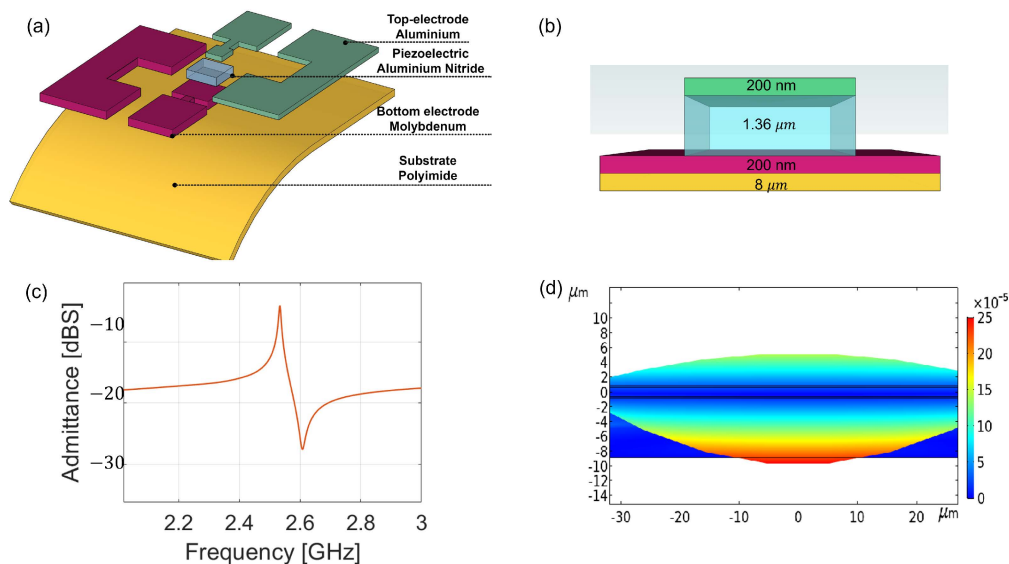 (a)
Top-electrode
Aluminium
Piezoelectric
Aluminium Nitride
Bottom electrode
Molybdenum
Substrate
Polyimide
(b)
200 nm
1.36 μm
200 nm
8 μm
(c)
Admittance [dBS]
−10
−20
−30
2.2 2.4 2.6 2.8 3
Frequency [GHz]
(d)
μm
10
8
6
4
2
0
-2
-4
-6
-8
-10
-12
-14
-30 -20 -10 0 10 20
μm
×10⁻⁵
25
20
15
10
5
0